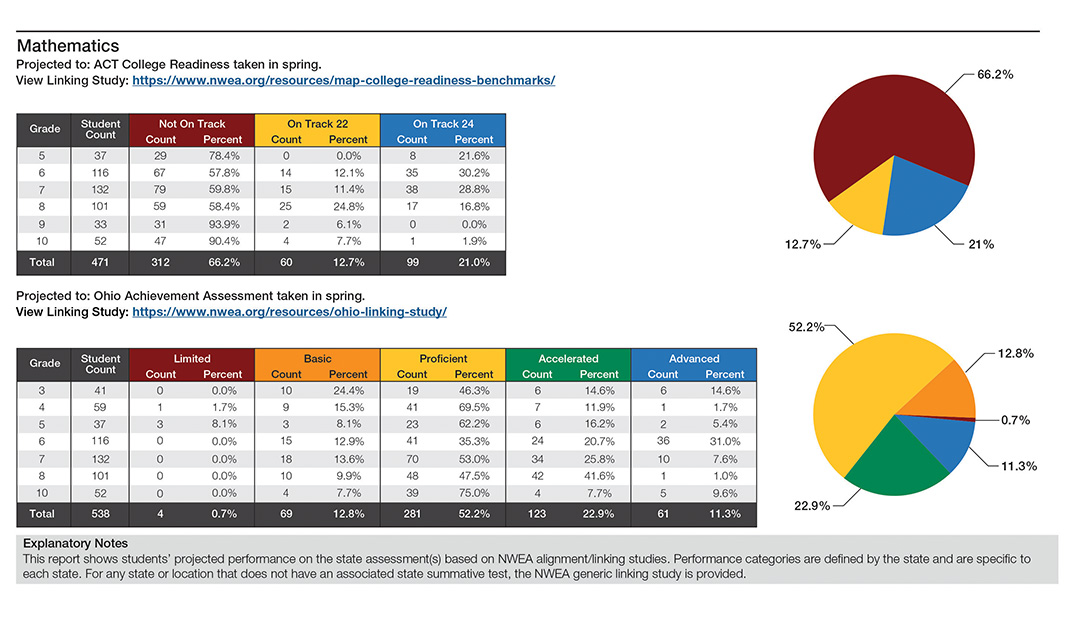 Mathematics
Projected to: ACT College Readiness taken in spring.
View Linking Study: https://www.nwea.org/resources/map-college-readiness-benchmarks/
Grade Student Count Not On Track On Track 22 On Track 24
Count Percent Count Percent Count Percent
5 37 29 78.4% 0 0.0% 8 21.6%
6 116 67 57.8% 14 12.1% 35 30.2%
7 132 79 59.8% 15 11.4% 38 28.8%
8 101 59 58.4% 25 24.8% 17 16.8%
9 33 31 93.9% 2 6.1% 0 0.0%
10 52 47 90.4% 4 7.7% 1 1.9%
Total 471 312 66.2% 60 12.7% 99 21.0%
66.2%
12.7%
21%
Projected to: Ohio Achievement Assessment taken in spring.
View Linking Study: https://www.nwea.org/resources/ohio-linking-study/
Grade Student Count Limited Basic Proficient Accelerated Advanced
Count Percent Count Percent Count Percent Count Percent Count Percent
3 41 0 0.0% 10 24.4% 19 46.3% 6 14.6% 6 14.6%
4 59 1 1.7% 9 15.3% 41 69.5% 7 11.9% 1 1.7%
5 37 3 8.1% 3 8.1% 23 62.2% 6 16.2% 2 5.4%
6 116 0 0.0% 15 12.9% 41 35.3% 24 20.7% 36 31.0%
7 132 0 0.0% 18 13.6% 70 53.0% 34 25.8% 10 7.6%
8 101 0 0.0% 10 9.9% 48 47.5% 42 41.6% 1 1.0%
10 52 0 0.0% 4 7.7% 39 75.0% 4 7.7% 5 9.6%
Total 538 4 0.7% 69 12.8% 281 52.2% 123 22.9% 61 11.3%
52.2%
12.8%
0.7%
11.3%
22.9%
Explanatory Notes
This report shows students’ projected performance on the state assessment(s) based on NWEA alignment/linking studies. Performance categories are defined by the state and are specific to
each state. For any state or location that does not have an associated state summative test, the NWEA generic linking study is provided.